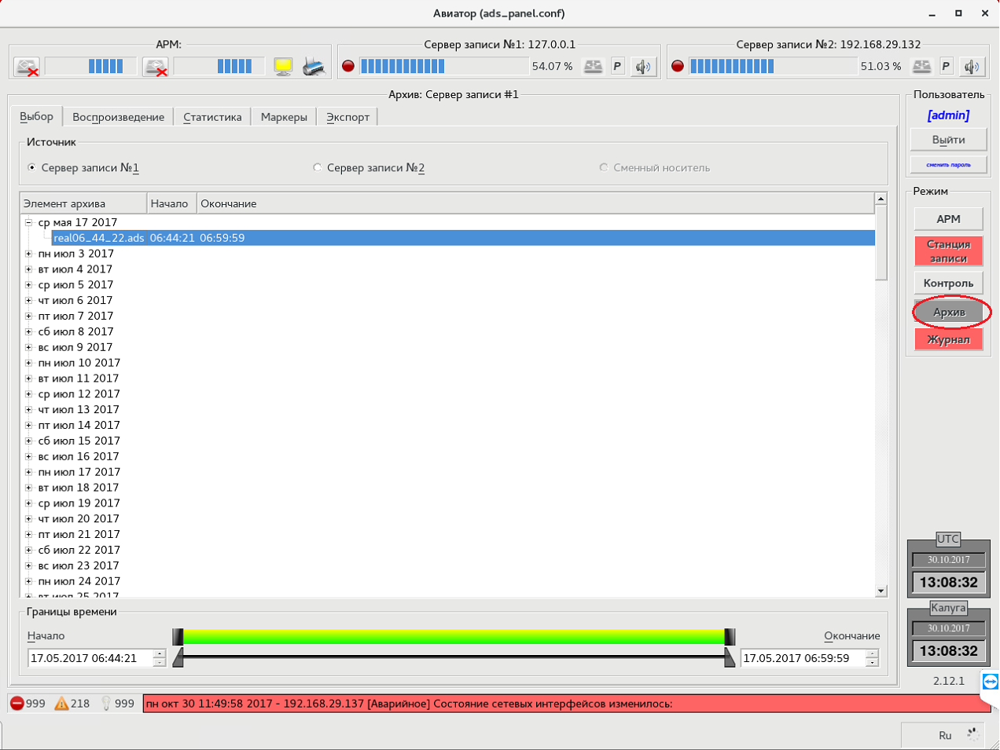 Авиатор (ads_panel.conf)
АРМ:
Сервер записи №1: 127.0.0.1
54.07 %
P
Сервер записи №2: 192.168.29.132
51.03 %
P
Архив: Сервер записи #1
Выбор
Воспроизведение
Статистика
Маркеры
Экспорт
Источник
Сервер записи №1
Сервер записи №2
Сменный носитель
Элемент архива Начало Окончание
ср мая 17 2017
real06_44_22.ads 06:44:21 06:59:59
пн июл 3 2017
вт июл 4 2017
ср июл 5 2017
чт июл 6 2017
пт июл 7 2017
сб июл 8 2017
вс июл 9 2017
пн июл 10 2017
вт июл 11 2017
ср июл 12 2017
чт июл 13 2017
пт июл 14 2017
сб июл 15 2017
вс июл 16 2017
пн июл 17 2017
вт июл 18 2017
ср июл 19 2017
чт июл 20 2017
пт июл 21 2017
сб июл 22 2017
вс июл 23 2017
пн июл 24 2017
вт июл 25 2017
Границы времени
Начало
17.05.2017 06:44:21
Окончание
17.05.2017 06:59:59
Пользователь
[admin]
Выйти
сменить пароль
Режим
АРМ
Станция
записи
Контроль
Архив
Журнал
UTC
30.10.2017
13:08:32
Калуга
30.10.2017
13:08:32
2.12.1
999 218 999
пн окт 30 11:49:58 2017 - 192.168.29.137 [Аварийное] Состояние сетевых интерфейсов изменилось:
Ru